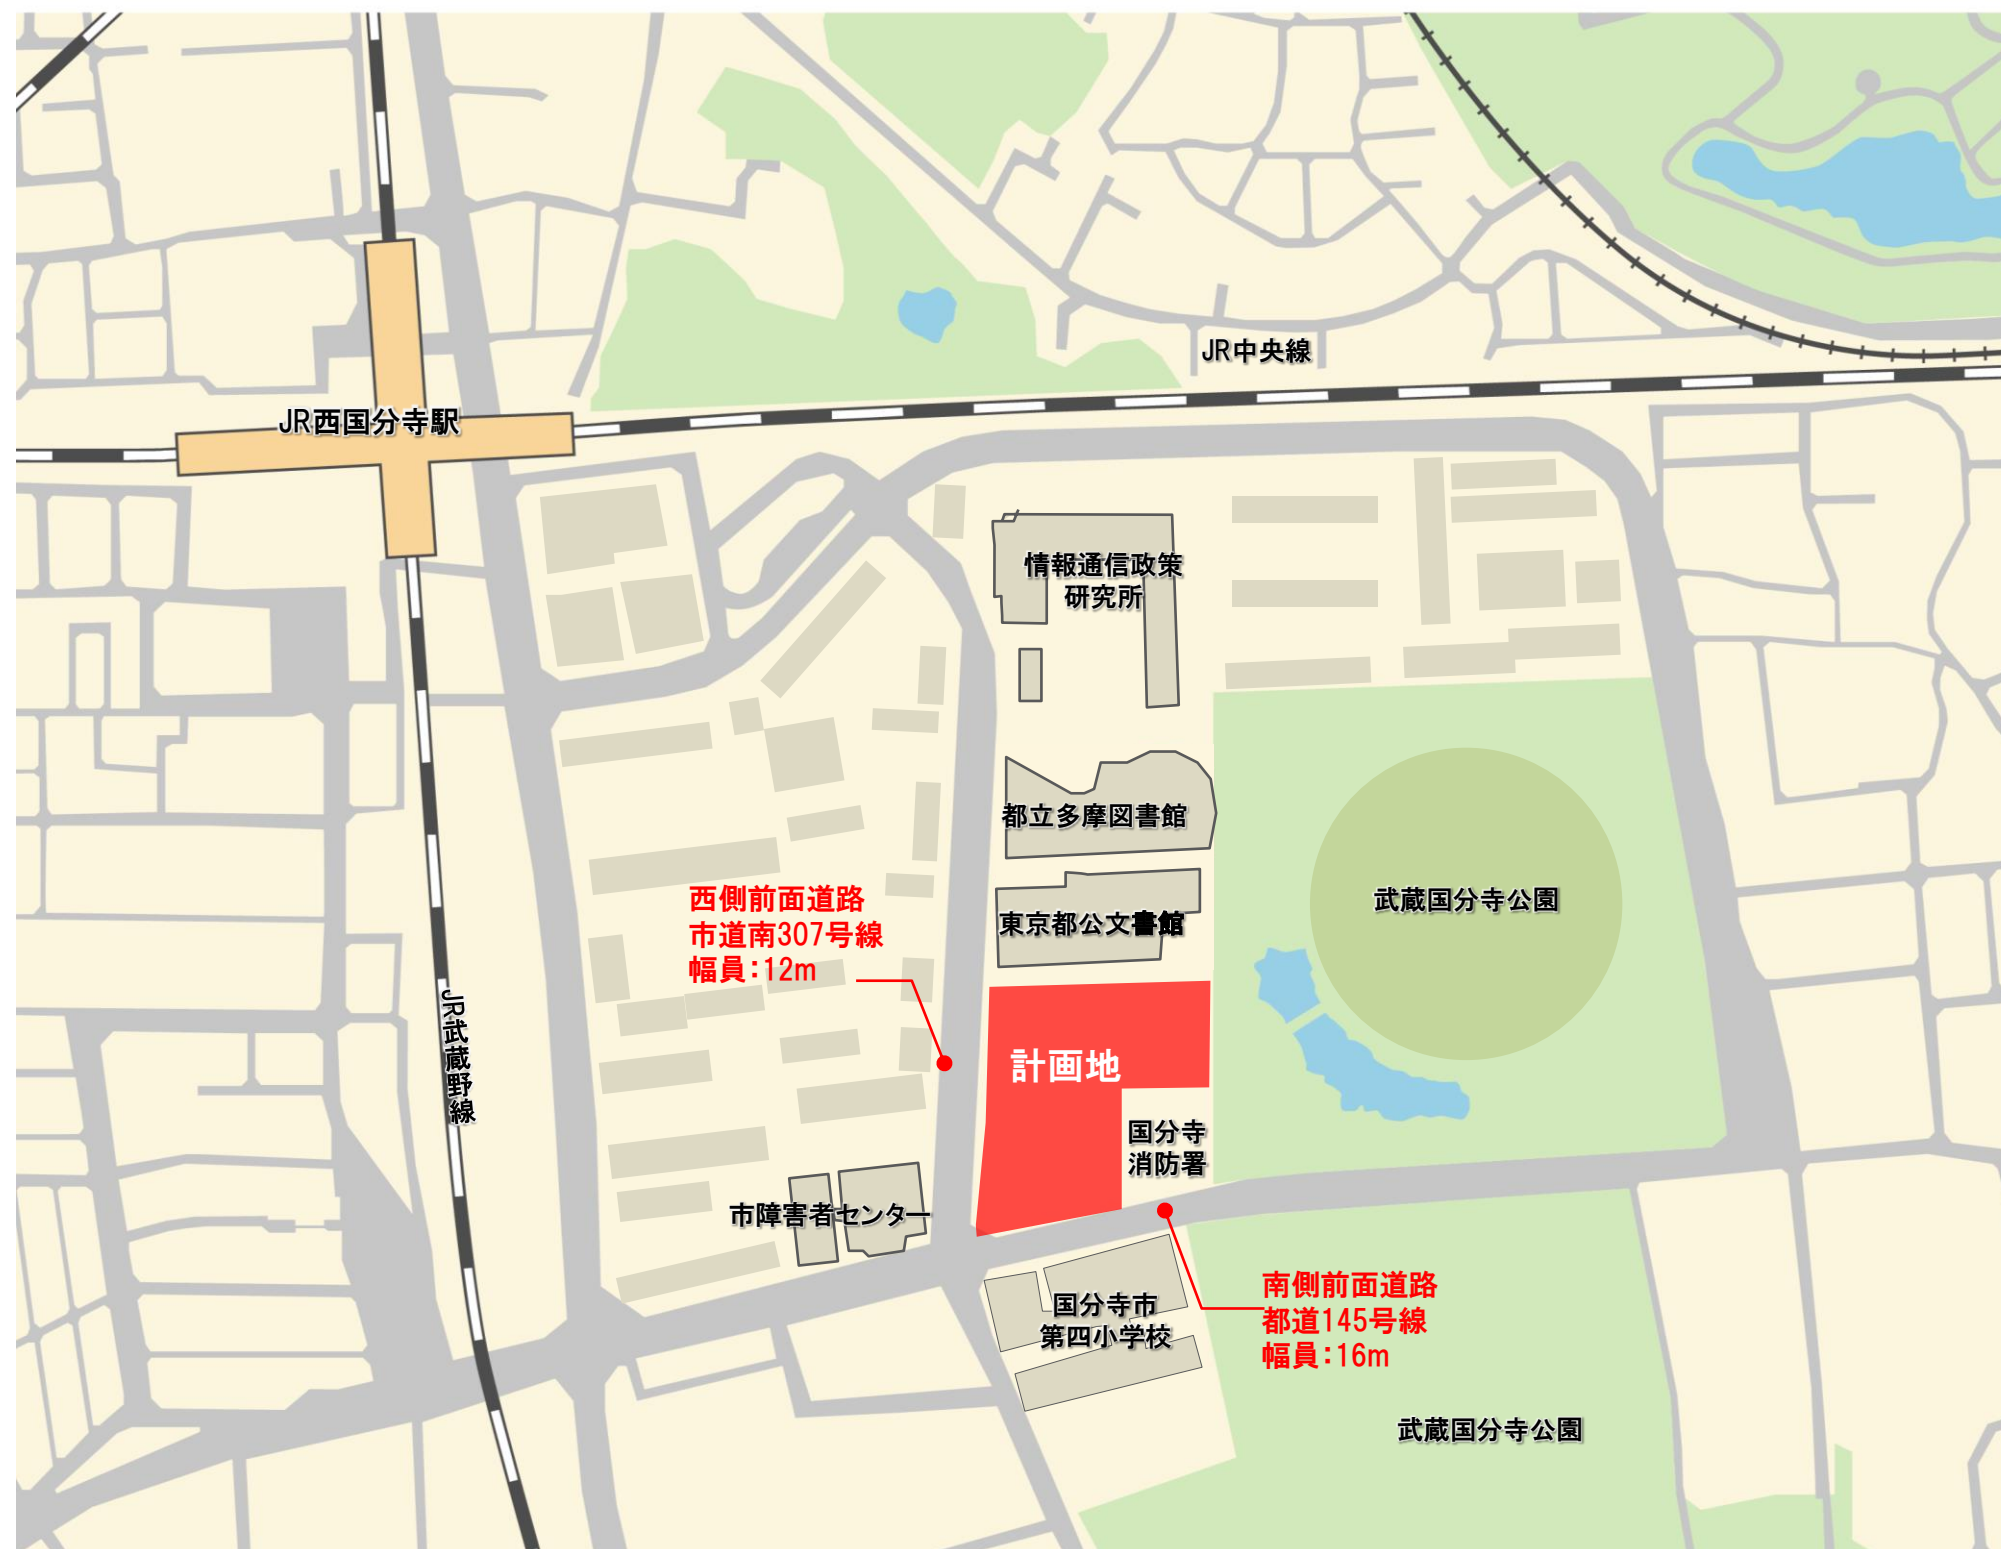 JR中央線
JR西国分寺駅
情報通信政策
研究所
都立多摩図書館
西側前面道路
市道南307号線
幅員：12m
東京都公文書館
武蔵国分寺公園
JR武蔵野線
計画地
国分寺
消防署
市障害者センター
国分寺市
第四小学校
南側前面道路
都道145号線
幅員：16m
武蔵国分寺公園